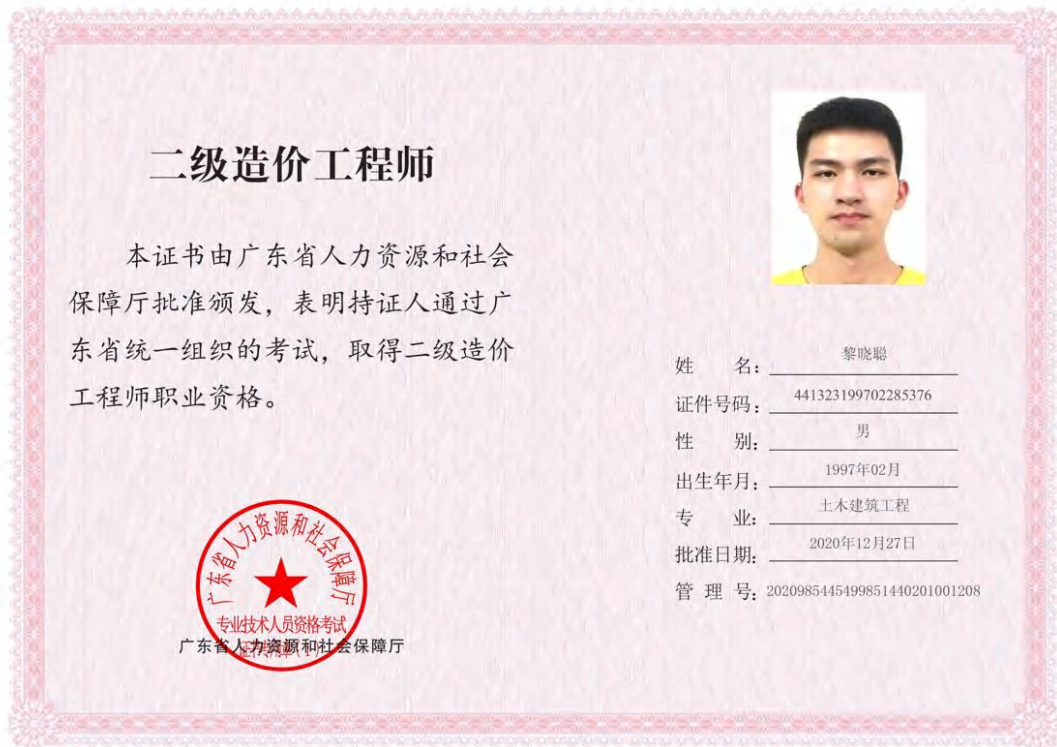 二级造价工程师
本证书由广东省人力资源和社会
保障厅批准颁发，表明持证人通过广
东省统一组织的考试，取得二级造价
工程师职业资格。
广东省人力资源和社会保障厅
专业技术人员资格考试
广东省人力资源和社会保障厅
姓 名：黎晓聪
证件号码：441323199702285376
性 别：男
出生年月：1997年02月
专 业：土木建筑工程
批准日期：2020年12月27日
管 理 号：20209854454998514402010012​08